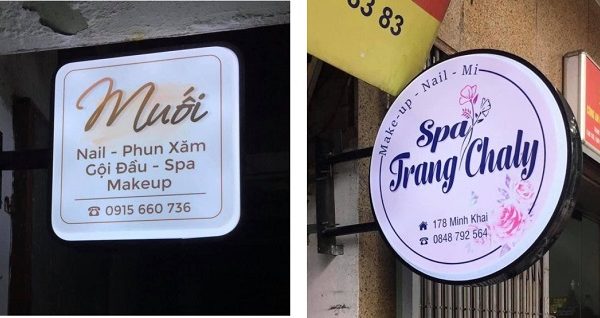 Muối
Nail - Phun Xăm
Gội Đầu - Spa
Makeup
☎ 0915 660 736
83 83
Make-up - Nail - Mi
Spa
Trang Chaly
178 Minh Khai
☎ 0848 792 564